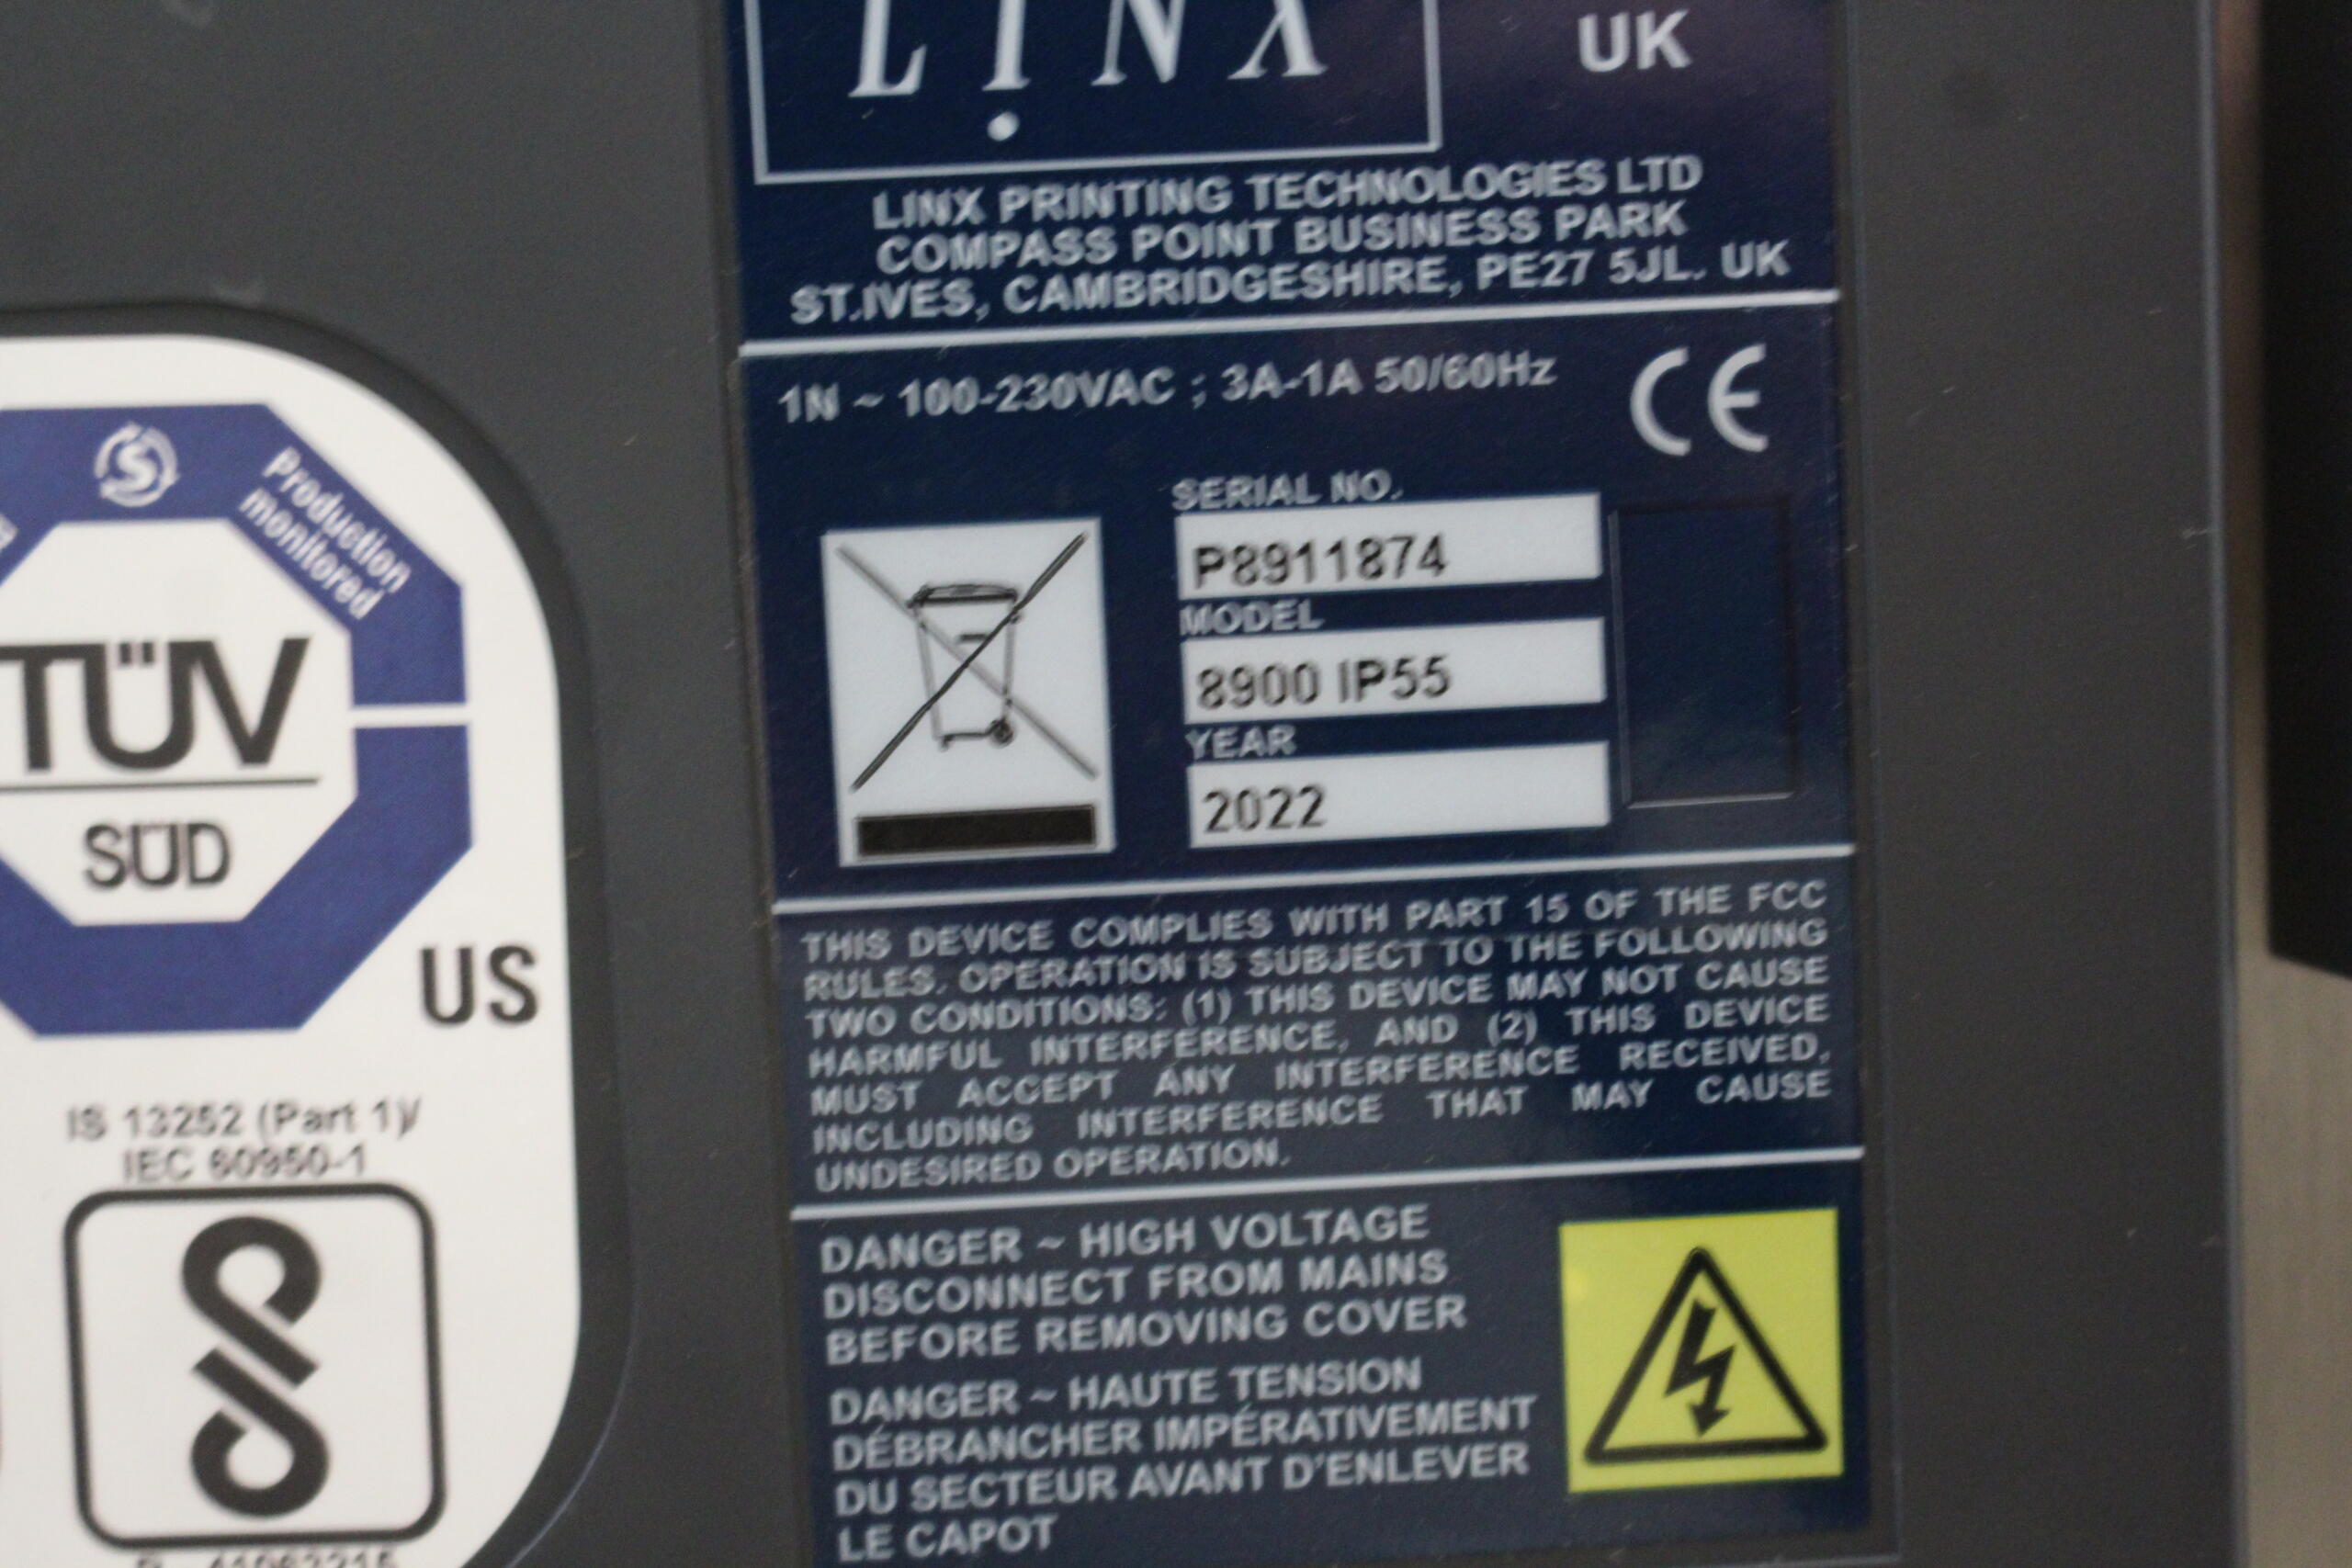 LINX
UK
LINX PRINTING TECHNOLOGIES LTD
COMPASS POINT BUSINESS PARK
ST.IVES, CAMBRIDGESHIRE, PE27 5JL. UK
1N ~ 100-230VAC ; 3A-1A 50/60Hz
CE
SERIAL NO.
P8911874
MODEL
8900 IP55
YEAR
2022
THIS DEVICE COMPLIES WITH PART 15 OF THE FCC
RULES. OPERATION IS SUBJECT TO THE FOLLOWING
TWO CONDITIONS: (1) THIS DEVICE MAY NOT CAUSE
HARMFUL INTERFERENCE, AND (2) THIS DEVICE
MUST ACCEPT ANY INTERFERENCE RECEIVED,
INCLUDING INTERFERENCE THAT MAY CAUSE
UNDESIRED OPERATION.
DANGER ~ HIGH VOLTAGE
DISCONNECT FROM MAINS
BEFORE REMOVING COVER
DANGER ~ HAUTE TENSION
DÉBRANCHER IMPÉRATIVEMENT
DU SECTEUR AVANT D'ENLEVER
LE CAPOT
Production
monitored
TÜV
SÜD
US
IS 13252 (Part 1)/
IEC 60950-1